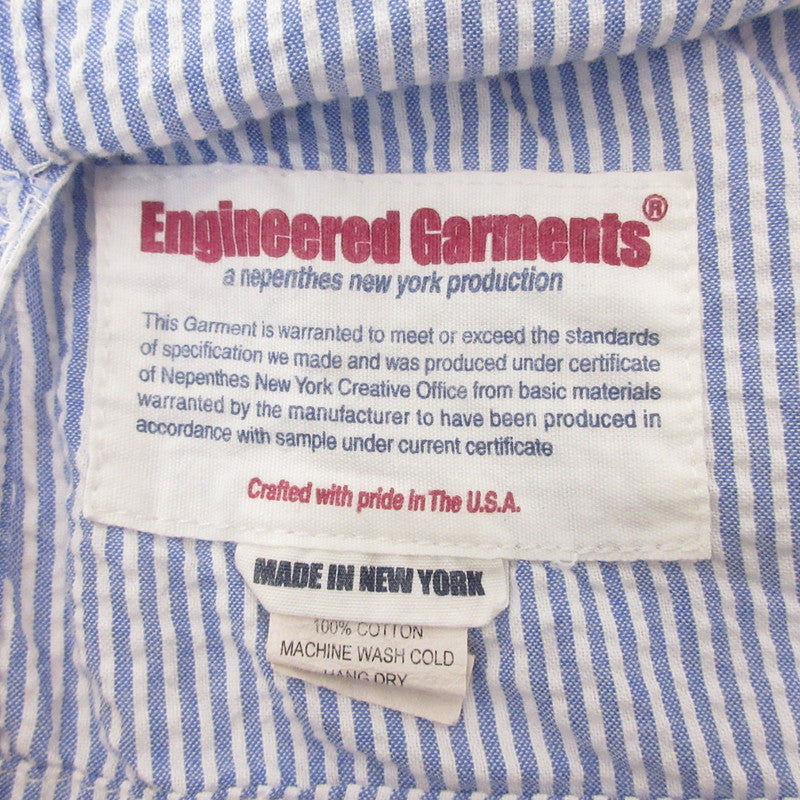 Engineered Garments®
a nepenthes new york production
This Garment is warranted to meet or exceed the standards
of specification we made and was produced under certificate
of Nepenthes New York Creative Office from basic materials
warranted by the manufacturer to have been produced in
accordance with sample under current certificate
Crafted with pride in The U.S.A.
MADE IN NEW YORK
100% COTTON
MACHINE WASH COLD
HANG DRY